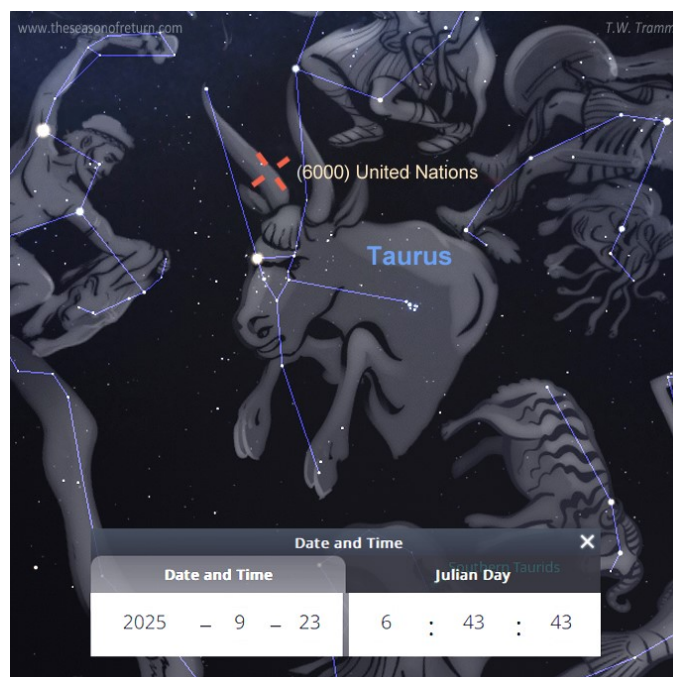 www.theseasonofreturn.com
T.W. Tramm
(6000) United Nations
Taurus
Date and Time
Southern Taurids
Date and Time
Julian Day
2025 – 9 – 23
6 : 43 : 43